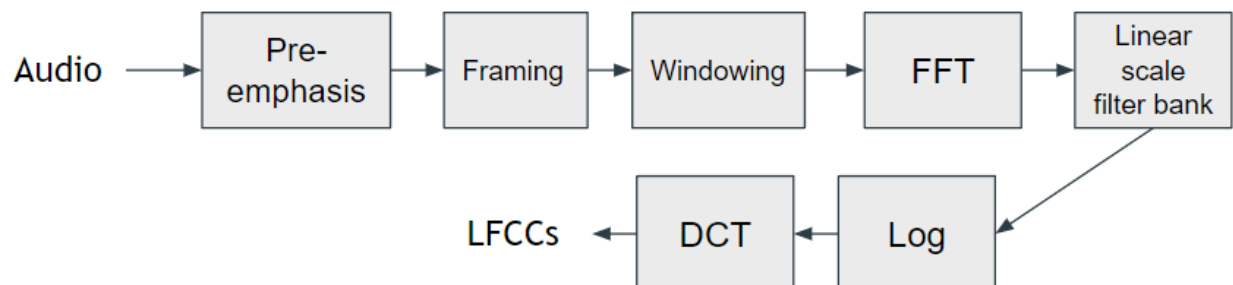 Audio
Pre-
emphasis
Framing
Windowing
FFT
Linear
scale
filter bank
LFCCs
DCT
Log